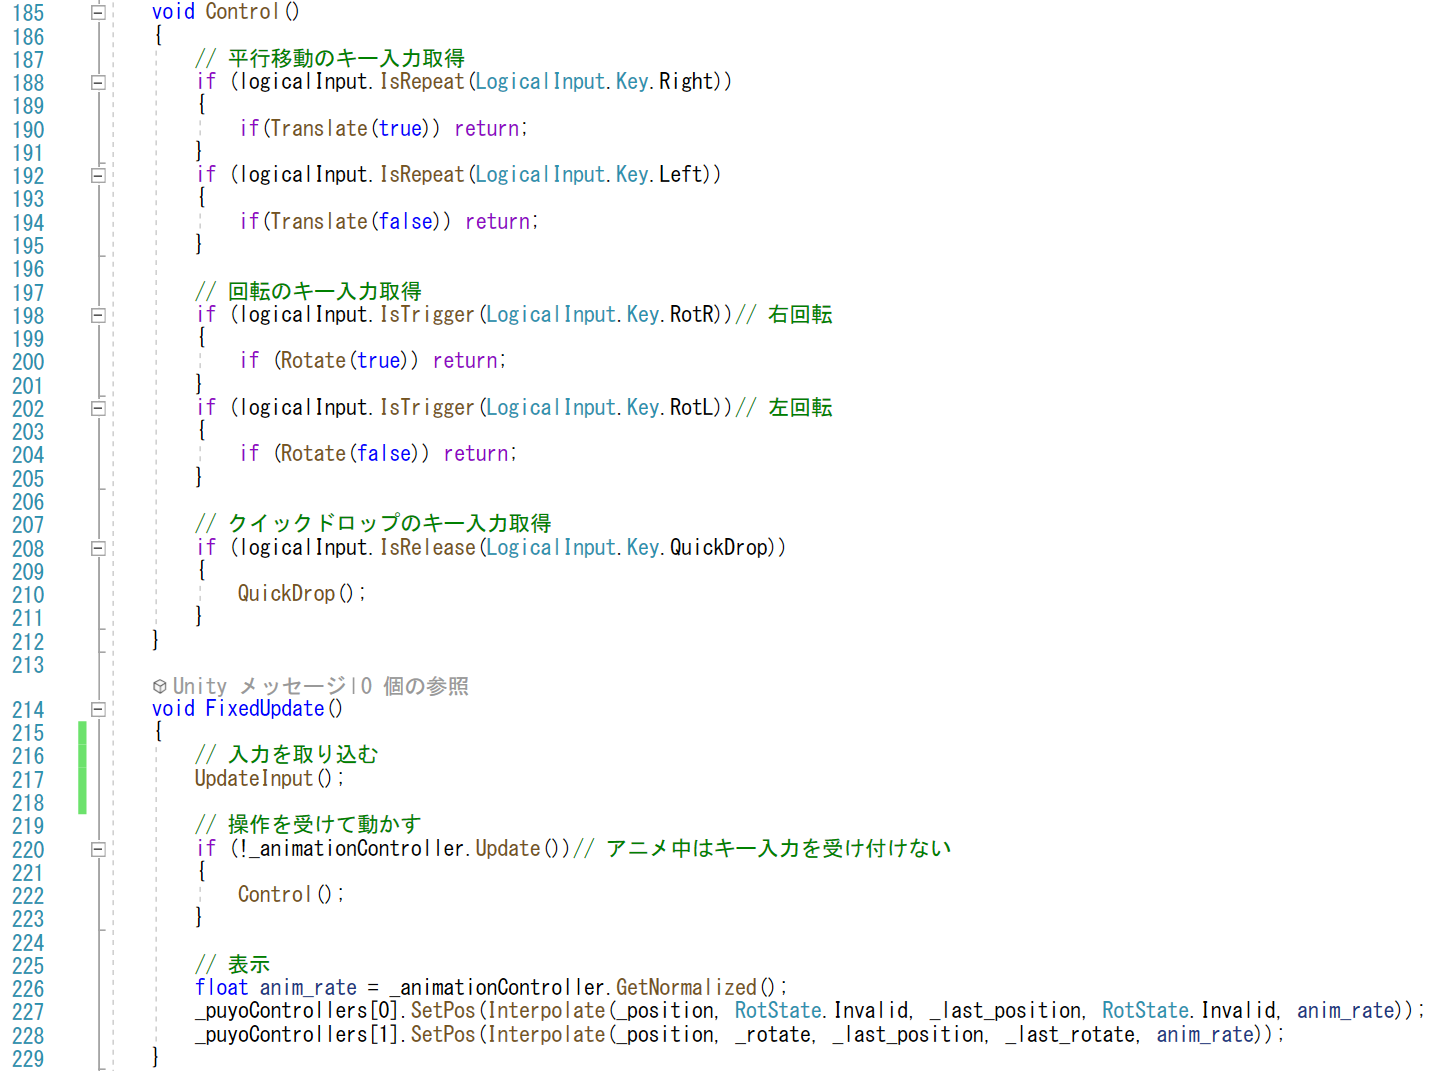 185 void Control()
186 {
187 // 平行移動のキー入力取得
188 if (logicalInput.IsRepeat(LogicalInput.Key.Right))
189 {
190 if(Translate(true)) return;
191 }
192 if (logicalInput.IsRepeat(LogicalInput.Key.Left))
193 {
194 if(Translate(false)) return;
195 }
196
197 // 回転のキー入力取得
198 if (logicalInput.IsTrigger(LogicalInput.Key.RotR))// 右回転
199 {
200 if (Rotate(true)) return;
201 }
202 if (logicalInput.IsTrigger(LogicalInput.Key.RotL))// 左回転
203 {
204 if (Rotate(false)) return;
205 }
206
207 // クイックドロップのキー入力取得
208 if (logicalInput.IsRelease(LogicalInput.Key.QuickDrop))
209 {
210 QuickDrop();
211 }
212 }
213
Unity メッセージ|0 個の参照
214 void FixedUpdate()
215 {
216 // 入力を取り込む
217 UpdateInput();
218
219 // 操作を受けて動かす
220 if (!_animationController.Update())// アニメ中はキー入力を受け付けない
221 {
222 Control();
223 }
224
225 // 表示
226 float anim_rate = _animationController.GetNormalized();
227 _puyoControllers[0].SetPos(Interpolate(_position, RotState.Invalid, _last_position, RotState.Invalid, anim_rate));
228 _puyoControllers[1].SetPos(Interpolate(_position, _rotate, _last_position, _last_rotate, anim_rate));
229 }